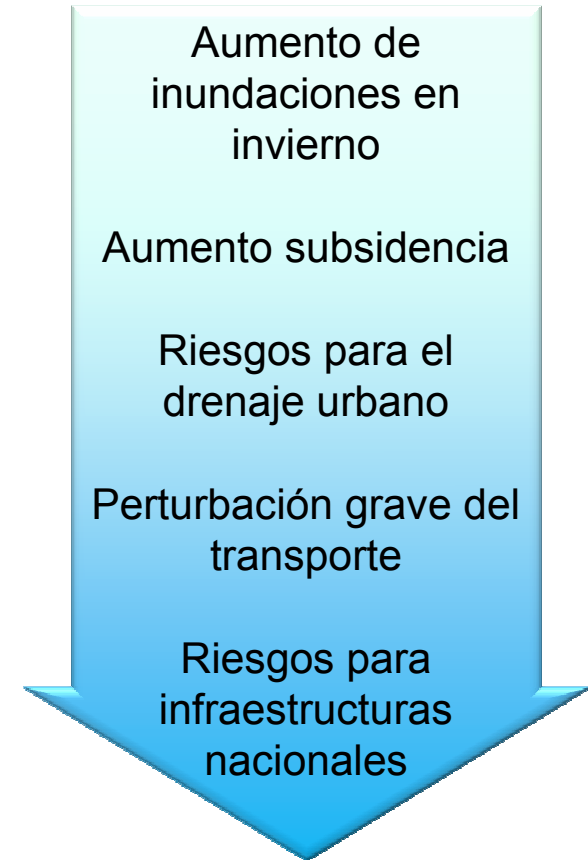 Aumento de
inundaciones en
invierno
Aumento subsidencia
Riesgos para el
drenaje urbano
Perturbación grave del
transporte
Riesgos para
infraestructuras
nacionales